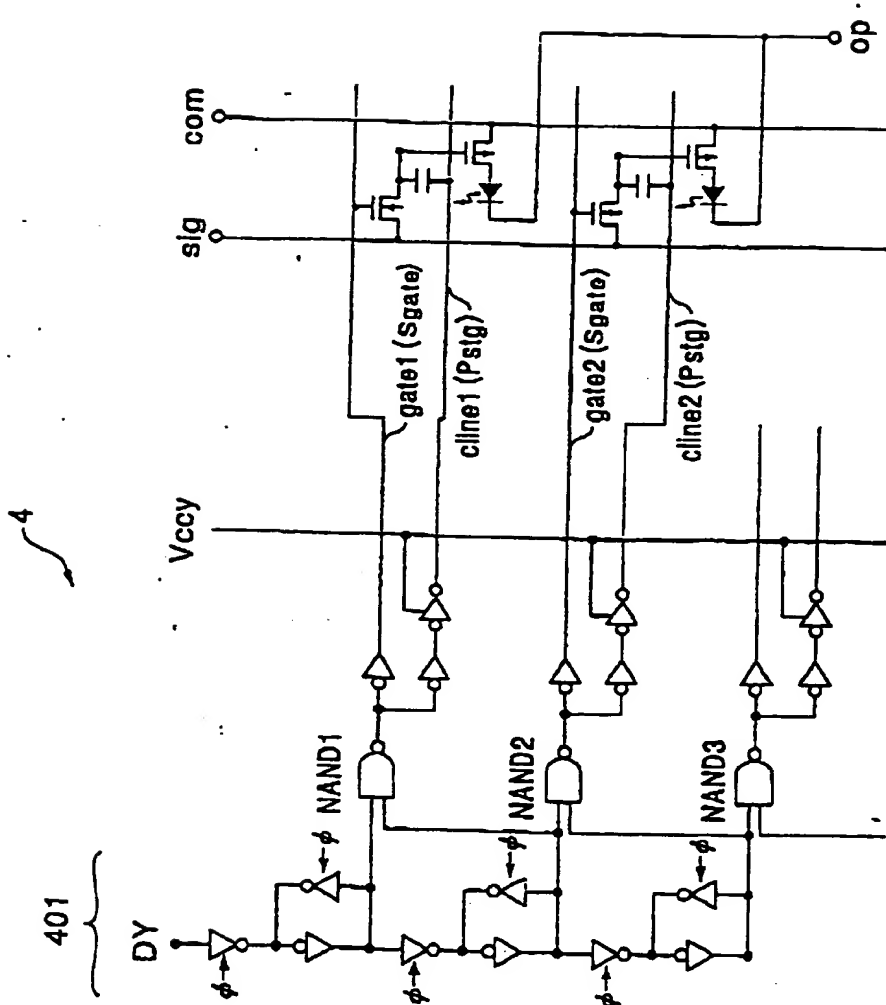 4
401
DY
Vccy
sig
com
op
φ
φ
φ
φ
φ
φ
NAND1
NAND2
NAND3
gate1 (Sgate)
cline1 (Pstg)
gate2 (Sgate)
cline2 (Pstg)